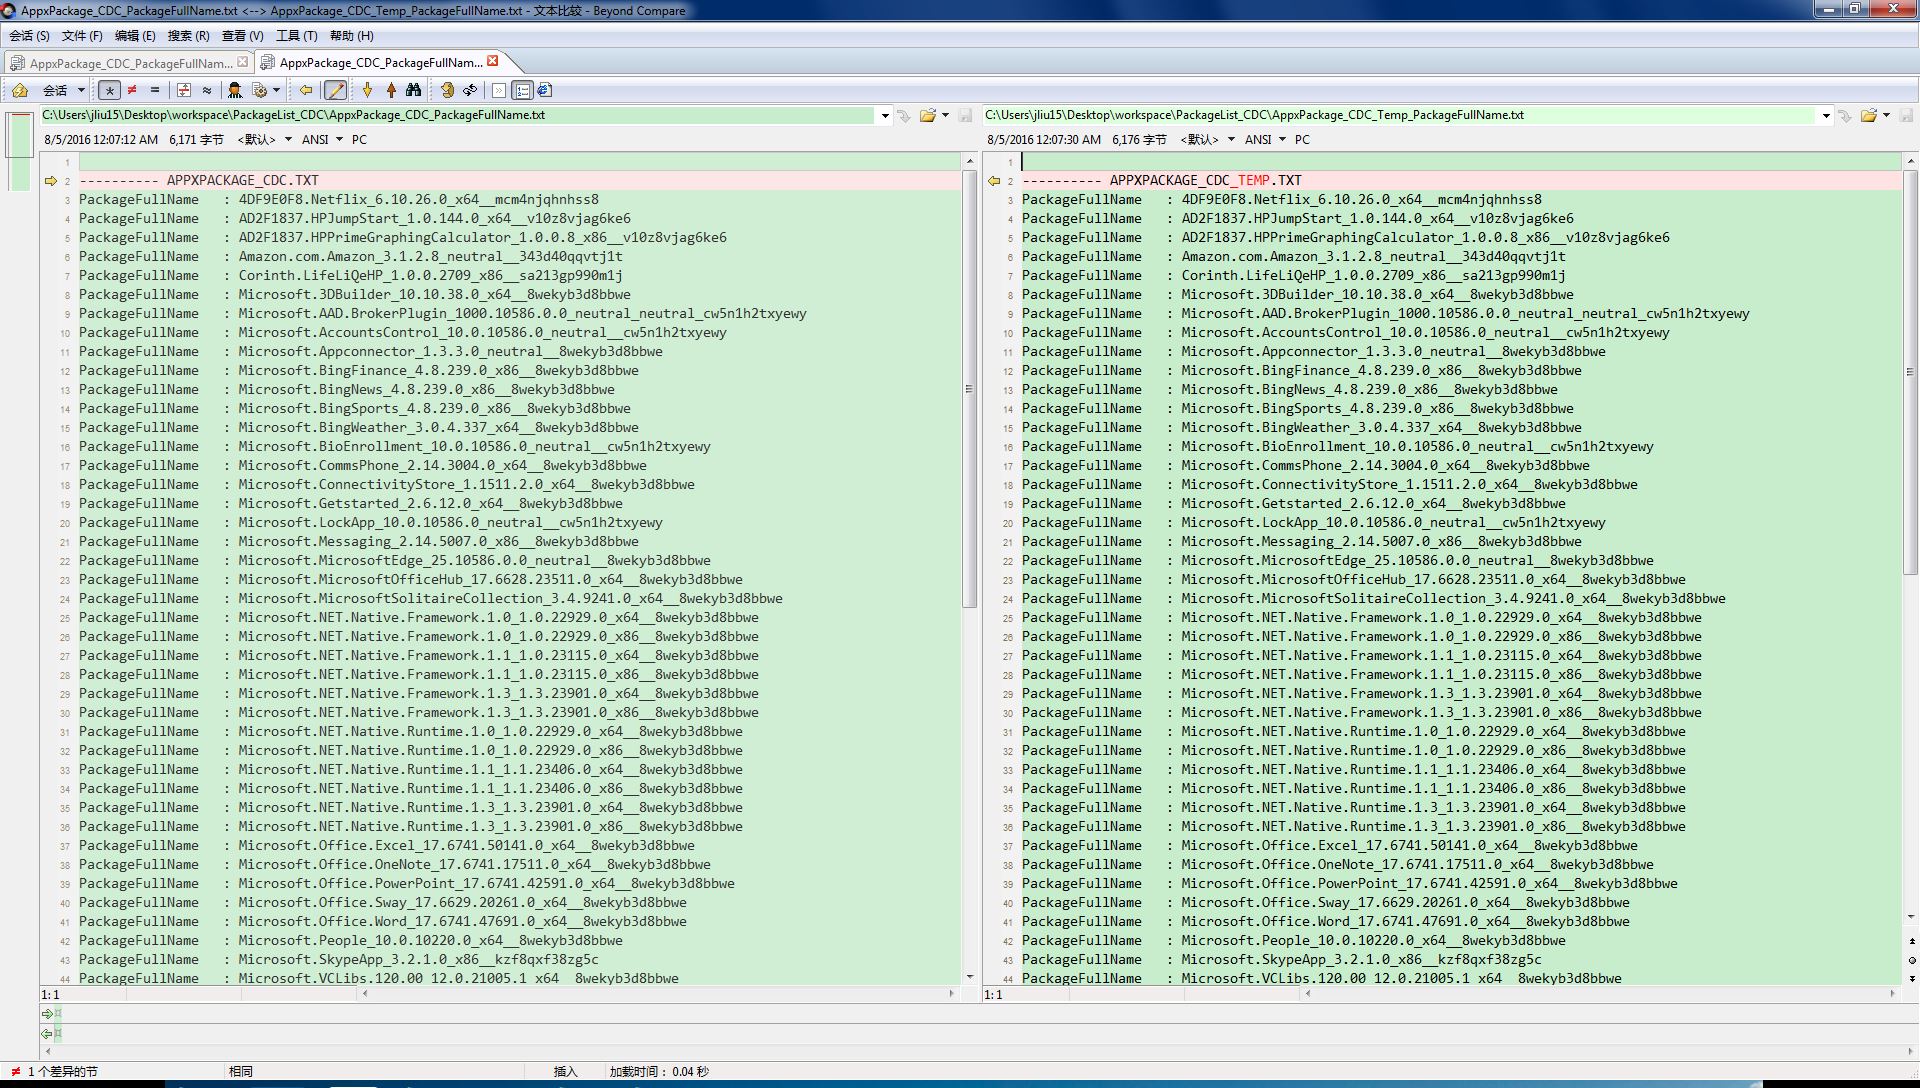 AppxPackage_CDC_PackageFullName.txt <--> AppxPackage_CDC_Temp_PackageFullName.txt - 文本比较 - Beyond Compare
会话 (S) 文件 (F) 编辑 (E) 搜索 (R) 查看 (V) 工具 (T) 帮助 (H)
AppxPackage_CDC_PackageFullNam... AppxPackage_CDC_PackageFullNam...
会话
C:\Users\jliu15\Desktop\workspace\PackageList_CDC\AppxPackage_CDC_PackageFullName.txt
8/5/2016 12:07:12 AM 6,171 字节 <默认> ANSI PC
1
2 ---------- APPXPACKAGE_CDC.TXT
3 PackageFullName : 4DF9E0F8.Netflix_6.10.26.0_x64__mcm4njqhnhss8
4 PackageFullName : AD2F1837.HPJumpStart_1.0.144.0_x64__v10z8vjag6ke6
5 PackageFullName : AD2F1837.HPPrimeGraphingCalculator_1.0.0.8_x86__v10z8vjag6ke6
6 PackageFullName : Amazon.com.Amazon_3.1.2.8_neutral__343d40qqvtj1t
7 PackageFullName : Corinth.LifeLiQeHP_1.0.0.2709_x86__sa213gp990m1j
8 PackageFullName : Microsoft.3DBuilder_10.10.38.0_x64__8wekyb3d8bbwe
9 PackageFullName : Microsoft.AAD.BrokerPlugin_1000.10586.0.0_neutral_neutral_cw5n1h2txyewy
10 PackageFullName : Microsoft.AccountsControl_10.0.10586.0_neutral__cw5n1h2txyewy
11 PackageFullName : Microsoft.Appconnector_1.3.3.0_neutral__8wekyb3d8bbwe
12 PackageFullName : Microsoft.BingFinance_4.8.239.0_x86__8wekyb3d8bbwe
13 PackageFullName : Microsoft.BingNews_4.8.239.0_x86__8wekyb3d8bbwe
14 PackageFullName : Microsoft.BingSports_4.8.239.0_x86__8wekyb3d8bbwe
15 PackageFullName : Microsoft.BingWeather_3.0.4.337_x64__8wekyb3d8bbwe
16 PackageFullName : Microsoft.BioEnrollment_10.0.10586.0_neutral__cw5n1h2txyewy
17 PackageFullName : Microsoft.CommsPhone_2.14.3004.0_x64__8wekyb3d8bbwe
18 PackageFullName : Microsoft.ConnectivityStore_1.1511.2.0_x64__8wekyb3d8bbwe
19 PackageFullName : Microsoft.Getstarted_2.6.12.0_x64__8wekyb3d8bbwe
20 PackageFullName : Microsoft.LockApp_10.0.10586.0_neutral__cw5n1h2txyewy
21 PackageFullName : Microsoft.Messaging_2.14.5007.0_x86__8wekyb3d8bbwe
22 PackageFullName : Microsoft.MicrosoftEdge_25.10586.0.0_neutral__8wekyb3d8bbwe
23 PackageFullName : Microsoft.MicrosoftOfficeHub_17.6628.23511.0_x64__8wekyb3d8bbwe
24 PackageFullName : Microsoft.MicrosoftSolitaireCollection_3.4.9241.0_x64__8wekyb3d8bbwe
25 PackageFullName : Microsoft.NET.Native.Framework.1.0_1.0.22929.0_x64__8wekyb3d8bbwe
26 PackageFullName : Microsoft.NET.Native.Framework.1.0_1.0.22929.0_x86__8wekyb3d8bbwe
27 PackageFullName : Microsoft.NET.Native.Framework.1.1_1.0.23115.0_x64__8wekyb3d8bbwe
28 PackageFullName : Microsoft.NET.Native.Framework.1.1_1.0.23115.0_x86__8wekyb3d8bbwe
29 PackageFullName : Microsoft.NET.Native.Framework.1.3_1.3.23901.0_x64__8wekyb3d8bbwe
30 PackageFullName : Microsoft.NET.Native.Framework.1.3_1.3.23901.0_x86__8wekyb3d8bbwe
31 PackageFullName : Microsoft.NET.Native.Runtime.1.0_1.0.22929.0_x64__8wekyb3d8bbwe
32 PackageFullName : Microsoft.NET.Native.Runtime.1.0_1.0.22929.0_x86__8wekyb3d8bbwe
33 PackageFullName : Microsoft.NET.Native.Runtime.1.1_1.1.23406.0_x64__8wekyb3d8bbwe
34 PackageFullName : Microsoft.NET.Native.Runtime.1.1_1.1.23406.0_x86__8wekyb3d8bbwe
35 PackageFullName : Microsoft.NET.Native.Runtime.1.3_1.3.23901.0_x64__8wekyb3d8bbwe
36 PackageFullName : Microsoft.NET.Native.Runtime.1.3_1.3.23901.0_x86__8wekyb3d8bbwe
37 PackageFullName : Microsoft.Office.Excel_17.6741.50141.0_x64__8wekyb3d8bbwe
38 PackageFullName : Microsoft.Office.OneNote_17.6741.17511.0_x64__8wekyb3d8bbwe
39 PackageFullName : Microsoft.Office.PowerPoint_17.6741.42591.0_x64__8wekyb3d8bbwe
40 PackageFullName : Microsoft.Office.Sway_17.6629.20261.0_x64__8wekyb3d8bbwe
41 PackageFullName : Microsoft.Office.Word_17.6741.47691.0_x64__8wekyb3d8bbwe
42 PackageFullName : Microsoft.People_10.0.10220.0_x64__8wekyb3d8bbwe
43 PackageFullName : Microsoft.SkypeApp_3.2.1.0_x86__kzf8qxf38zg5c
44 PackageFullName : Microsoft.VCLibs.120.00_12.0.21005.1_x64__8wekyb3d8bbwe
1: 1
C:\Users\jliu15\Desktop\workspace\PackageList_CDC\AppxPackage_CDC_Temp_PackageFullName.txt
8/5/2016 12:07:30 AM 6,176 字节 <默认> ANSI PC
1
2 ---------- APPXPACKAGE_CDC_TEMP.TXT
3 PackageFullName : 4DF9E0F8.Netflix_6.10.26.0_x64__mcm4njqhnhss8
4 PackageFullName : AD2F1837.HPJumpStart_1.0.144.0_x64__v10z8vjag6ke6
5 PackageFullName : AD2F1837.HPPrimeGraphingCalculator_1.0.0.8_x86__v10z8vjag6ke6
6 PackageFullName : Amazon.com.Amazon_3.1.2.8_neutral__343d40qqvtj1t
7 PackageFullName : Corinth.LifeLiQeHP_1.0.0.2709_x86__sa213gp990m1j
8 PackageFullName : Microsoft.3DBuilder_10.10.38.0_x64__8wekyb3d8bbwe
9 PackageFullName : Microsoft.AAD.BrokerPlugin_1000.10586.0.0_neutral_neutral_cw5n1h2txyewy
10 PackageFullName : Microsoft.AccountsControl_10.0.10586.0_neutral__cw5n1h2txyewy
11 PackageFullName : Microsoft.Appconnector_1.3.3.0_neutral__8wekyb3d8bbwe
12 PackageFullName : Microsoft.BingFinance_4.8.239.0_x86__8wekyb3d8bbwe
13 PackageFullName : Microsoft.BingNews_4.8.239.0_x86__8wekyb3d8bbwe
14 PackageFullName : Microsoft.BingSports_4.8.239.0_x86__8wekyb3d8bbwe
15 PackageFullName : Microsoft.BingWeather_3.0.4.337_x64__8wekyb3d8bbwe
16 PackageFullName : Microsoft.BioEnrollment_10.0.10586.0_neutral__cw5n1h2txyewy
17 PackageFullName : Microsoft.CommsPhone_2.14.3004.0_x64__8wekyb3d8bbwe
18 PackageFullName : Microsoft.ConnectivityStore_1.1511.2.0_x64__8wekyb3d8bbwe
19 PackageFullName : Microsoft.Getstarted_2.6.12.0_x64__8wekyb3d8bbwe
20 PackageFullName : Microsoft.LockApp_10.0.10586.0_neutral__cw5n1h2txyewy
21 PackageFullName : Microsoft.Messaging_2.14.5007.0_x86__8wekyb3d8bbwe
22 PackageFullName : Microsoft.MicrosoftEdge_25.10586.0.0_neutral__8wekyb3d8bbwe
23 PackageFullName : Microsoft.MicrosoftOfficeHub_17.6628.23511.0_x64__8wekyb3d8bbwe
24 PackageFullName : Microsoft.MicrosoftSolitaireCollection_3.4.9241.0_x64__8wekyb3d8bbwe
25 PackageFullName : Microsoft.NET.Native.Framework.1.0_1.0.22929.0_x64__8wekyb3d8bbwe
26 PackageFullName : Microsoft.NET.Native.Framework.1.0_1.0.22929.0_x86__8wekyb3d8bbwe
27 PackageFullName : Microsoft.NET.Native.Framework.1.1_1.0.23115.0_x64__8wekyb3d8bbwe
28 PackageFullName : Microsoft.NET.Native.Framework.1.1_1.0.23115.0_x86__8wekyb3d8bbwe
29 PackageFullName : Microsoft.NET.Native.Framework.1.3_1.3.23901.0_x64__8wekyb3d8bbwe
30 PackageFullName : Microsoft.NET.Native.Framework.1.3_1.3.23901.0_x86__8wekyb3d8bbwe
31 PackageFullName : Microsoft.NET.Native.Runtime.1.0_1.0.22929.0_x64__8wekyb3d8bbwe
32 PackageFullName : Microsoft.NET.Native.Runtime.1.0_1.0.22929.0_x86__8wekyb3d8bbwe
33 PackageFullName : Microsoft.NET.Native.Runtime.1.1_1.1.23406.0_x64__8wekyb3d8bbwe
34 PackageFullName : Microsoft.NET.Native.Runtime.1.1_1.1.23406.0_x86__8wekyb3d8bbwe
35 PackageFullName : Microsoft.NET.Native.Runtime.1.3_1.3.23901.0_x64__8wekyb3d8bbwe
36 PackageFullName : Microsoft.NET.Native.Runtime.1.3_1.3.23901.0_x86__8wekyb3d8bbwe
37 PackageFullName : Microsoft.Office.Excel_17.6741.50141.0_x64__8wekyb3d8bbwe
38 PackageFullName : Microsoft.Office.OneNote_17.6741.17511.0_x64__8wekyb3d8bbwe
39 PackageFullName : Microsoft.Office.PowerPoint_17.6741.42591.0_x64__8wekyb3d8bbwe
40 PackageFullName : Microsoft.Office.Sway_17.6629.20261.0_x64__8wekyb3d8bbwe
41 PackageFullName : Microsoft.Office.Word_17.6741.47691.0_x64__8wekyb3d8bbwe
42 PackageFullName : Microsoft.People_10.0.10220.0_x64__8wekyb3d8bbwe
43 PackageFullName : Microsoft.SkypeApp_3.2.1.0_x86__kzf8qxf38zg5c
44 PackageFullName : Microsoft.VCLibs.120.00_12.0.21005.1_x64__8wekyb3d8bbwe
1: 1
1 个差异的节 相同 插入 加载时间： 0.04 秒